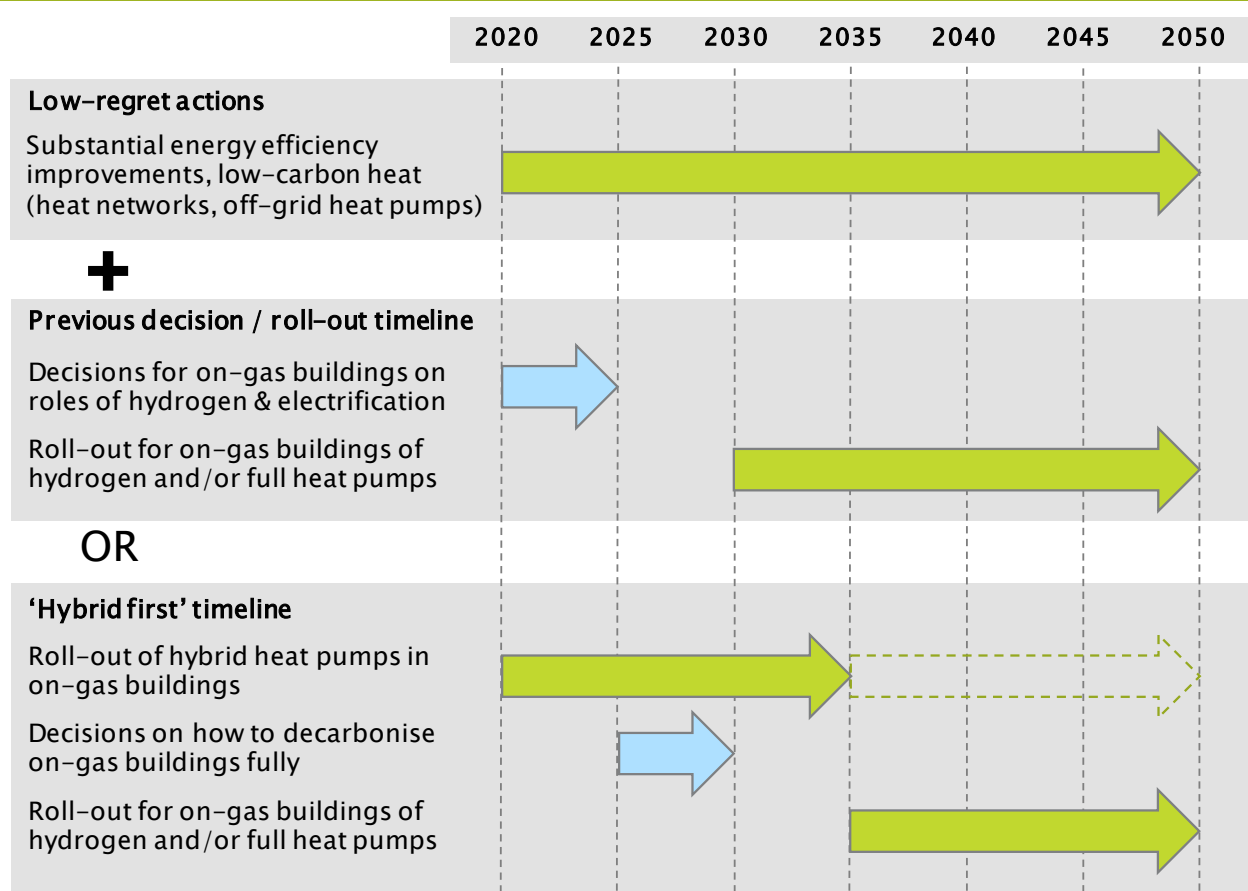 2020 2025 2030 2035 2040 2045 2050
Low-regret actions
Substantial energy efficiency
improvements, low-carbon heat
(heat networks, off-grid heat pumps)
+
Previous decision / roll-out timeline
Decisions for on-gas buildings on
roles of hydrogen & electrification
Roll-out for on-gas buildings of
hydrogen and/or full heat pumps
OR
‘Hybrid first’ timeline
Roll-out of hybrid heat pumps in
on-gas buildings
Decisions on how to decarbonise
on-gas buildings fully
Roll-out for on-gas buildings of
hydrogen and/or full heat pumps